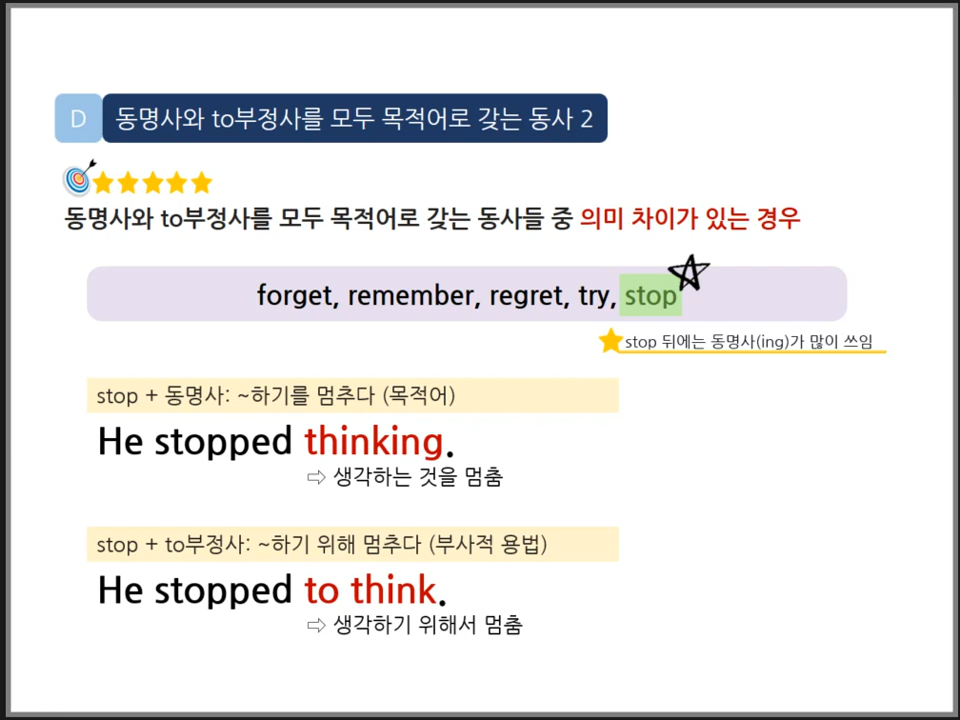 D 동명사와 to부정사를 모두 목적어로 갖는 동사 2
동명사와 to부정사를 모두 목적어로 갖는 동사들 중 의미 차이가 있는 경우
forget, remember, regret, try, stop
stop 뒤에는 동명사(ing)가 많이 쓰임
stop + 동명사: ~하기를 멈추다 (목적어)
He stopped thinking.
⇨ 생각하는 것을 멈춤
stop + to부정사: ~하기 위해 멈추다 (부사적 용법)
He stopped to think.
⇨ 생각하기 위해서 멈춤